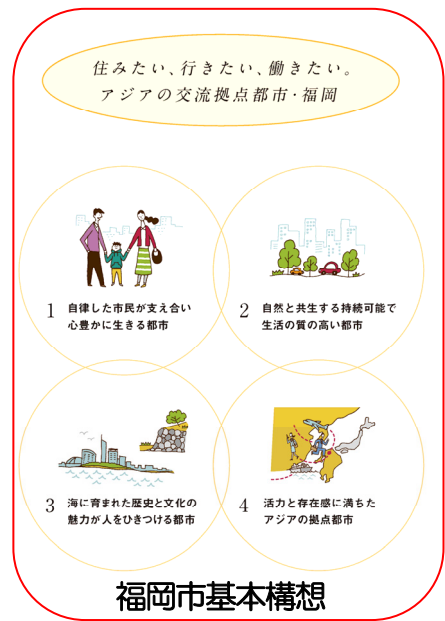 住みたい、行きたい、働きたい。
アジアの交流拠点都市・福岡
1 自律した市民が支え合い
心豊かに生きる都市
2 自然と共生する持続可能で
生活の質の高い都市
3 海に育まれた歴史と文化の
魅力が人をひきつける都市
4 活力と存在感に満ちた
アジアの拠点都市
福岡市基本構想